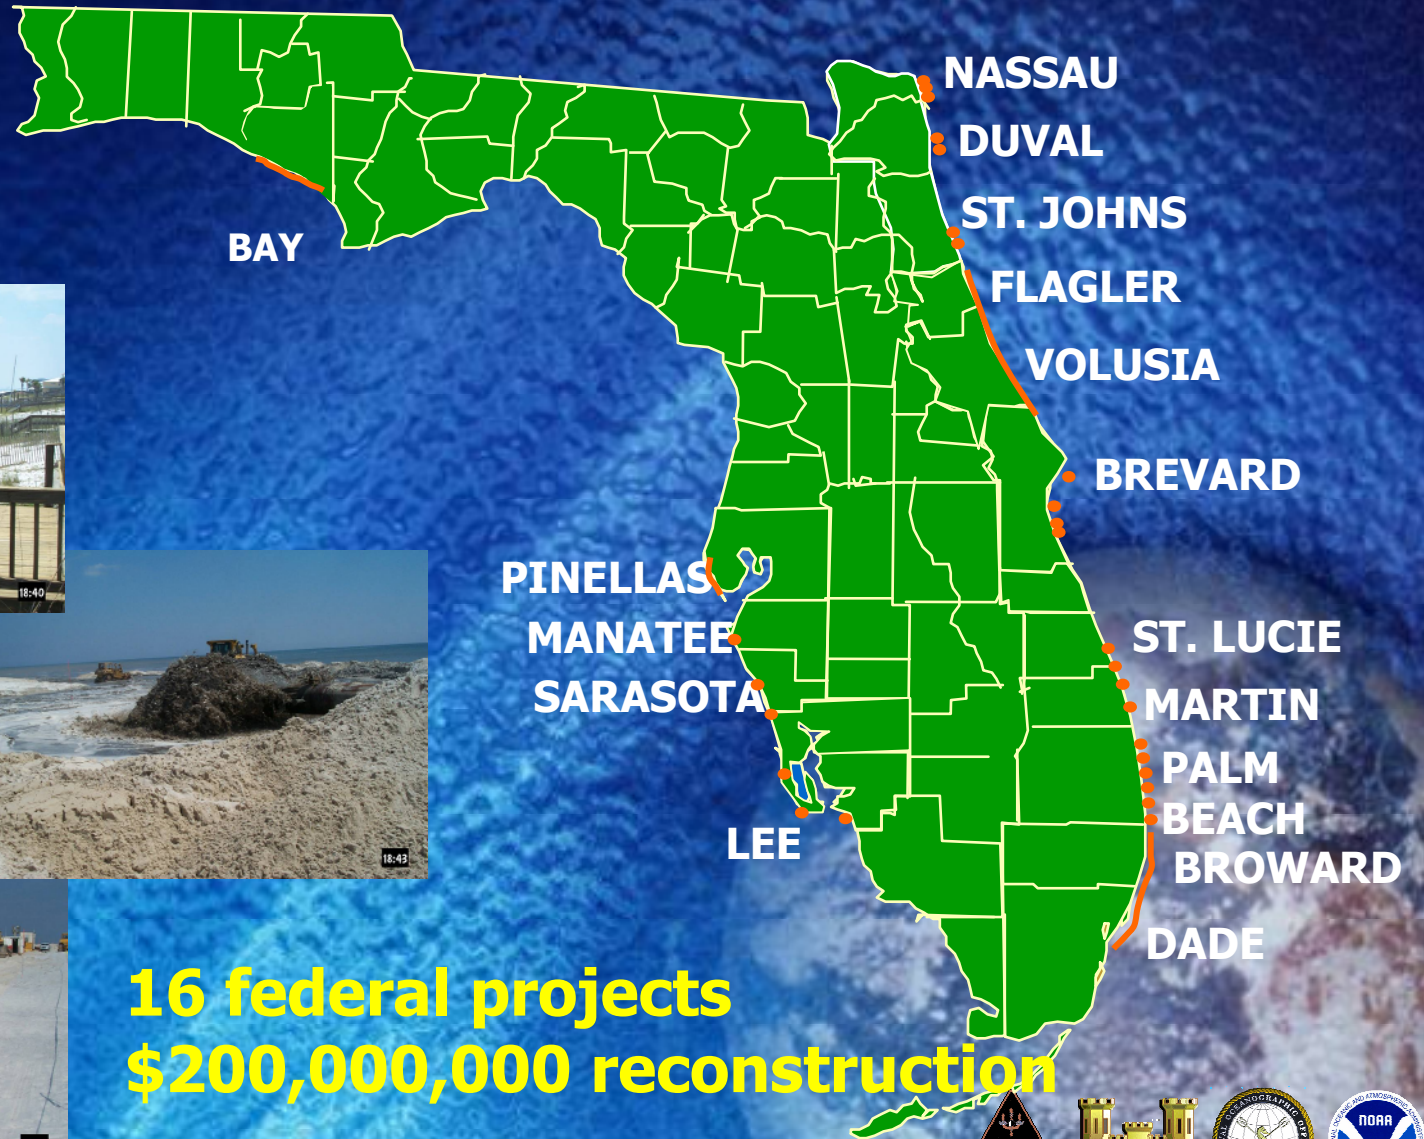 NASSAU
DUVAL
ST. JOHNS
FLAGLER
VOLUSIA
BAY
BREVARD
PINELLAS
MANATEE
SARASOTA
ST. LUCIE
MARTIN
PALM
BEACH
BROWARD
LEE
DADE
18:40
18:43
16 federal projects
$200,000,000 reconstruction
NOAA